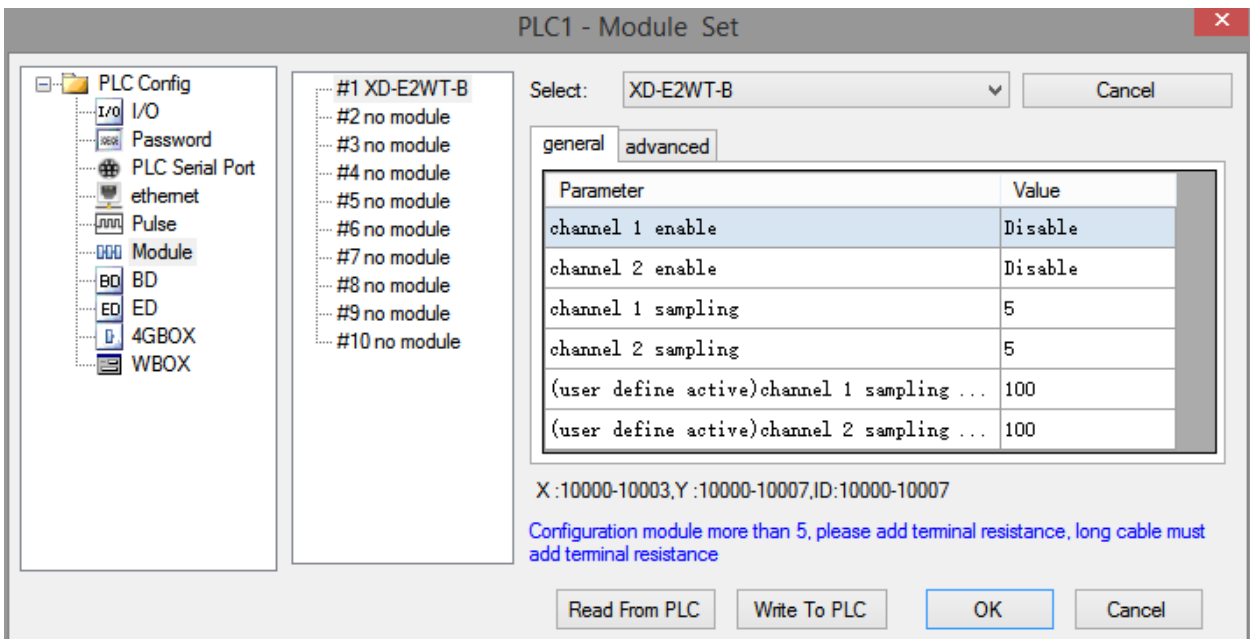 PLC1 - Module Set
PLC Config
I/O I/O
Password
PLC Serial Port
ethernet
Pulse
Module
BD BD
ED ED
4GBOX
WBOX
#1 XD-E2WT-B
#2 no module
#3 no module
#4 no module
#5 no module
#6 no module
#7 no module
#8 no module
#9 no module
#10 no module
Select: XD-E2WT-B Cancel
general advanced
Parameter Value
channel 1 enable Disable
channel 2 enable Disable
channel 1 sampling 5
channel 2 sampling 5
(user define active)channel 1 sampling ... 100
(user define active)channel 2 sampling ... 100
X :10000-10003,Y :10000-10007,ID:10000-10007
Configuration module more than 5, please add terminal resistance, long cable must
add terminal resistance
Read From PLC Write To PLC OK Cancel